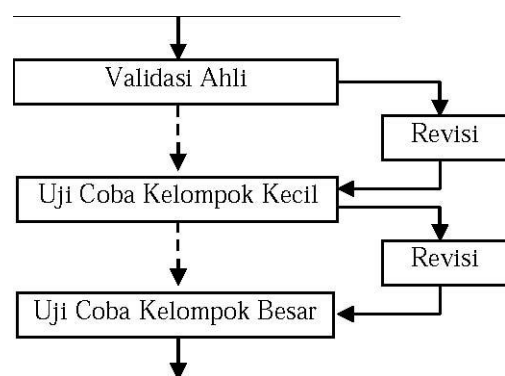 Validasi Ahli
Revisi
Uji Coba Kelompok Kecil
Revisi
Uji Coba Kelompok Besar